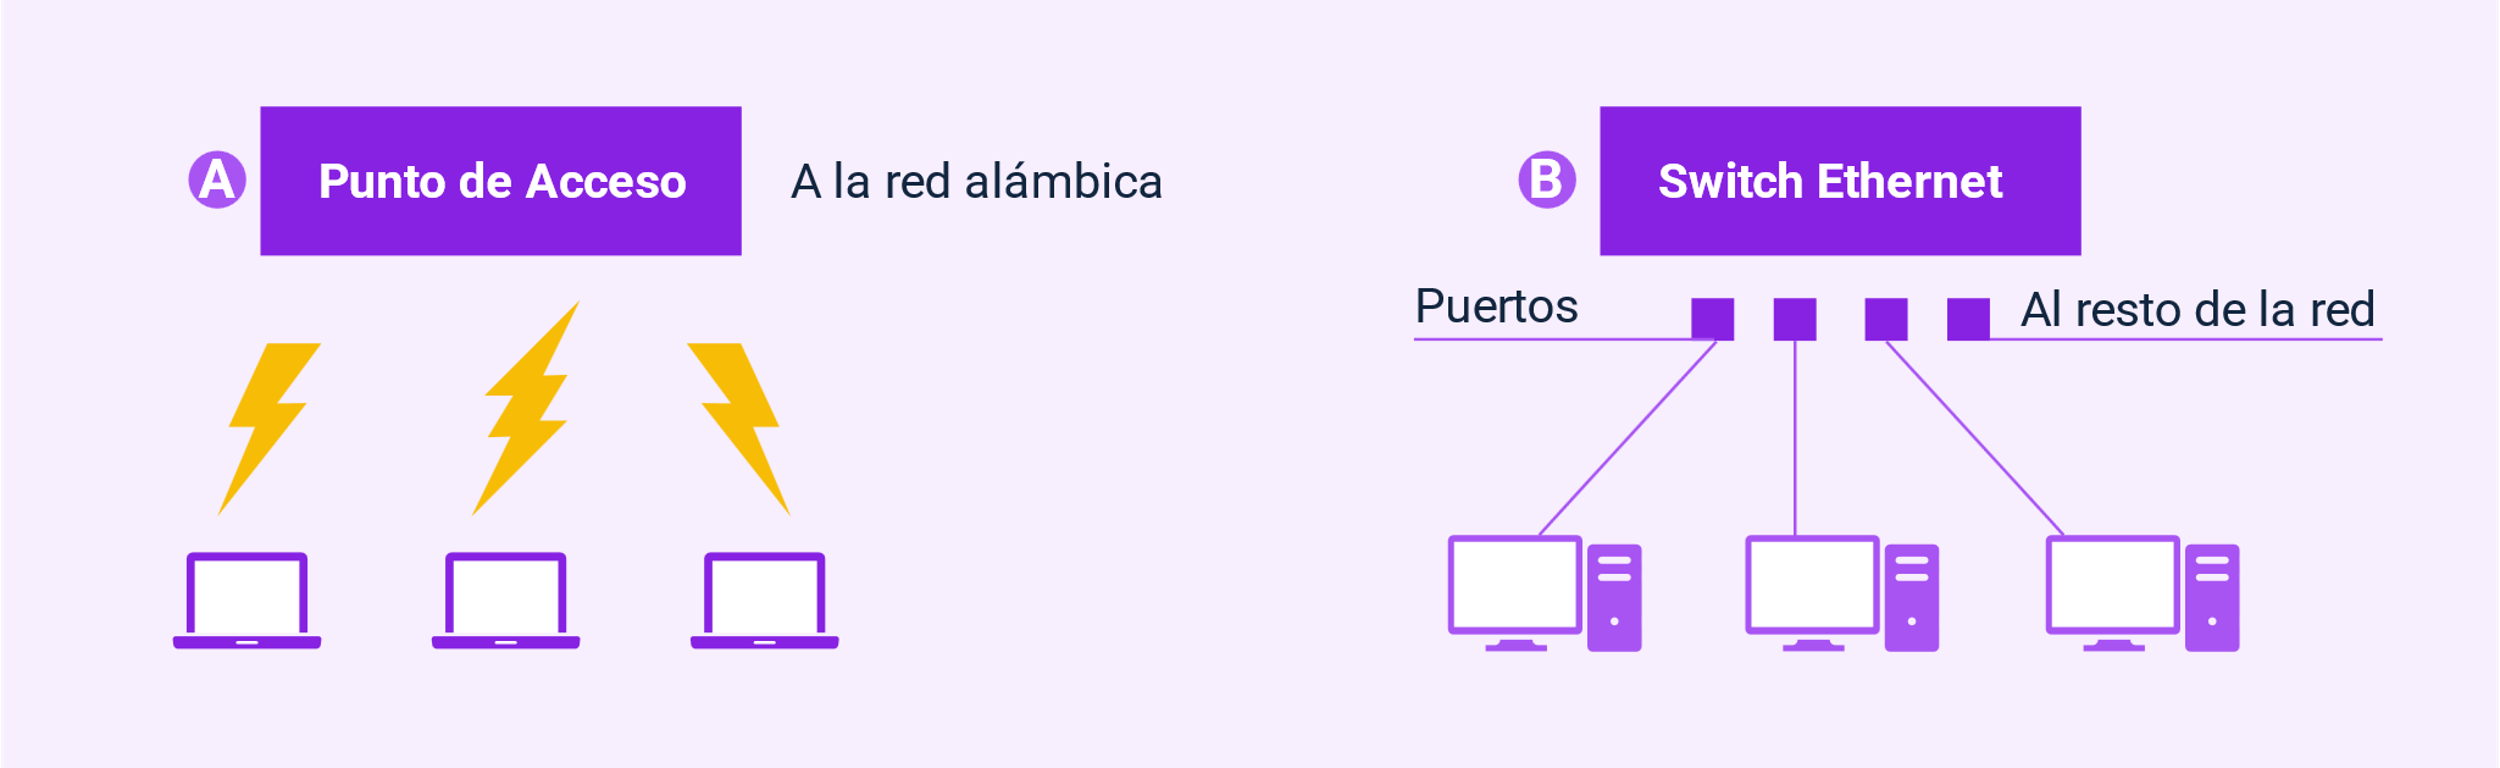 A
Punto de Acceso
A la red alámbica
B
Switch Ethernet
Puertos
Al resto de la red